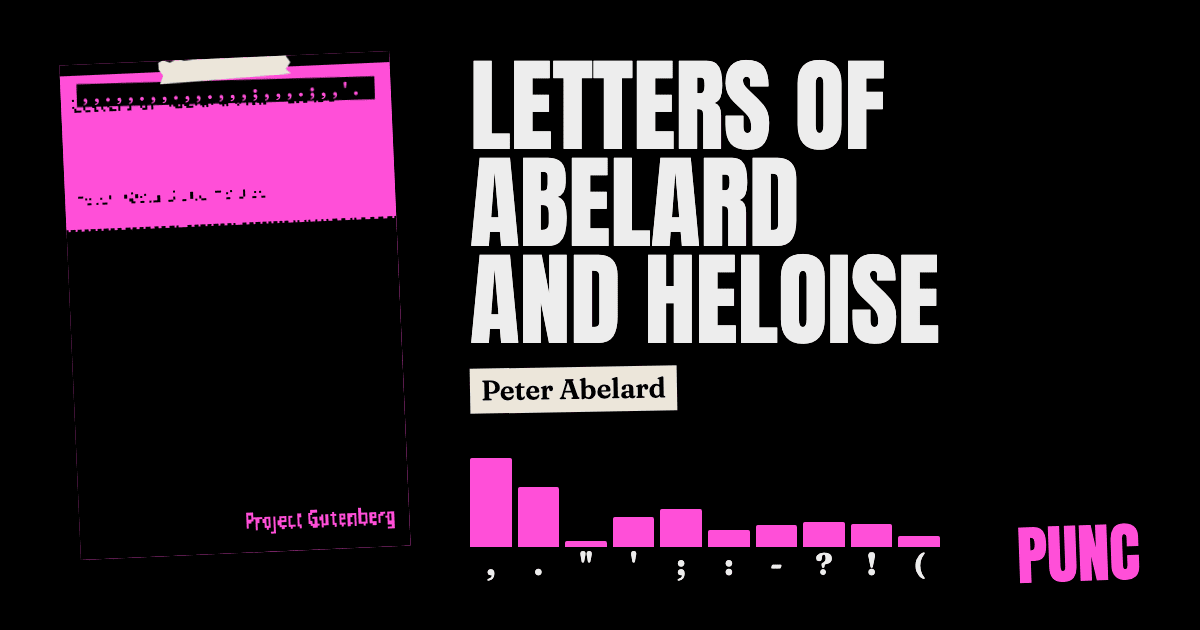 ,,.,,.,,.,,.,,,;,,,.;,,'.
Project Gutenberg
LETTERS OF
ABELARD
AND HELOISE
Peter Abelard
, . " ' ; : - ? ! (
PUNC